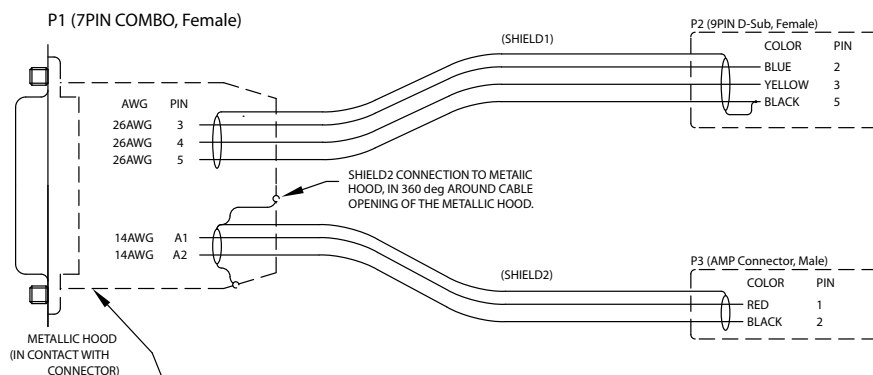 P1 (7PIN COMBO, Female)
P2 (9PIN D-Sub, Female)
(SHIELD1)
COLOR PIN
BLUE 2
YELLOW 3
BLACK 5
AWG PIN
26AWG 3
26AWG 4
26AWG 5
SHIELD2 CONNECTION TO METAIIC
HOOD, IN 360 deg AROUND CABLE
OPENING OF THE METALLIC HOOD.
14AWG A1
14AWG A2
(SHIELD2)
P3 (AMP Connector, Male)
COLOR PIN
RED 1
BLACK 2
METALLIC HOOD
(IN CONTACT WITH
CONNECTOR)